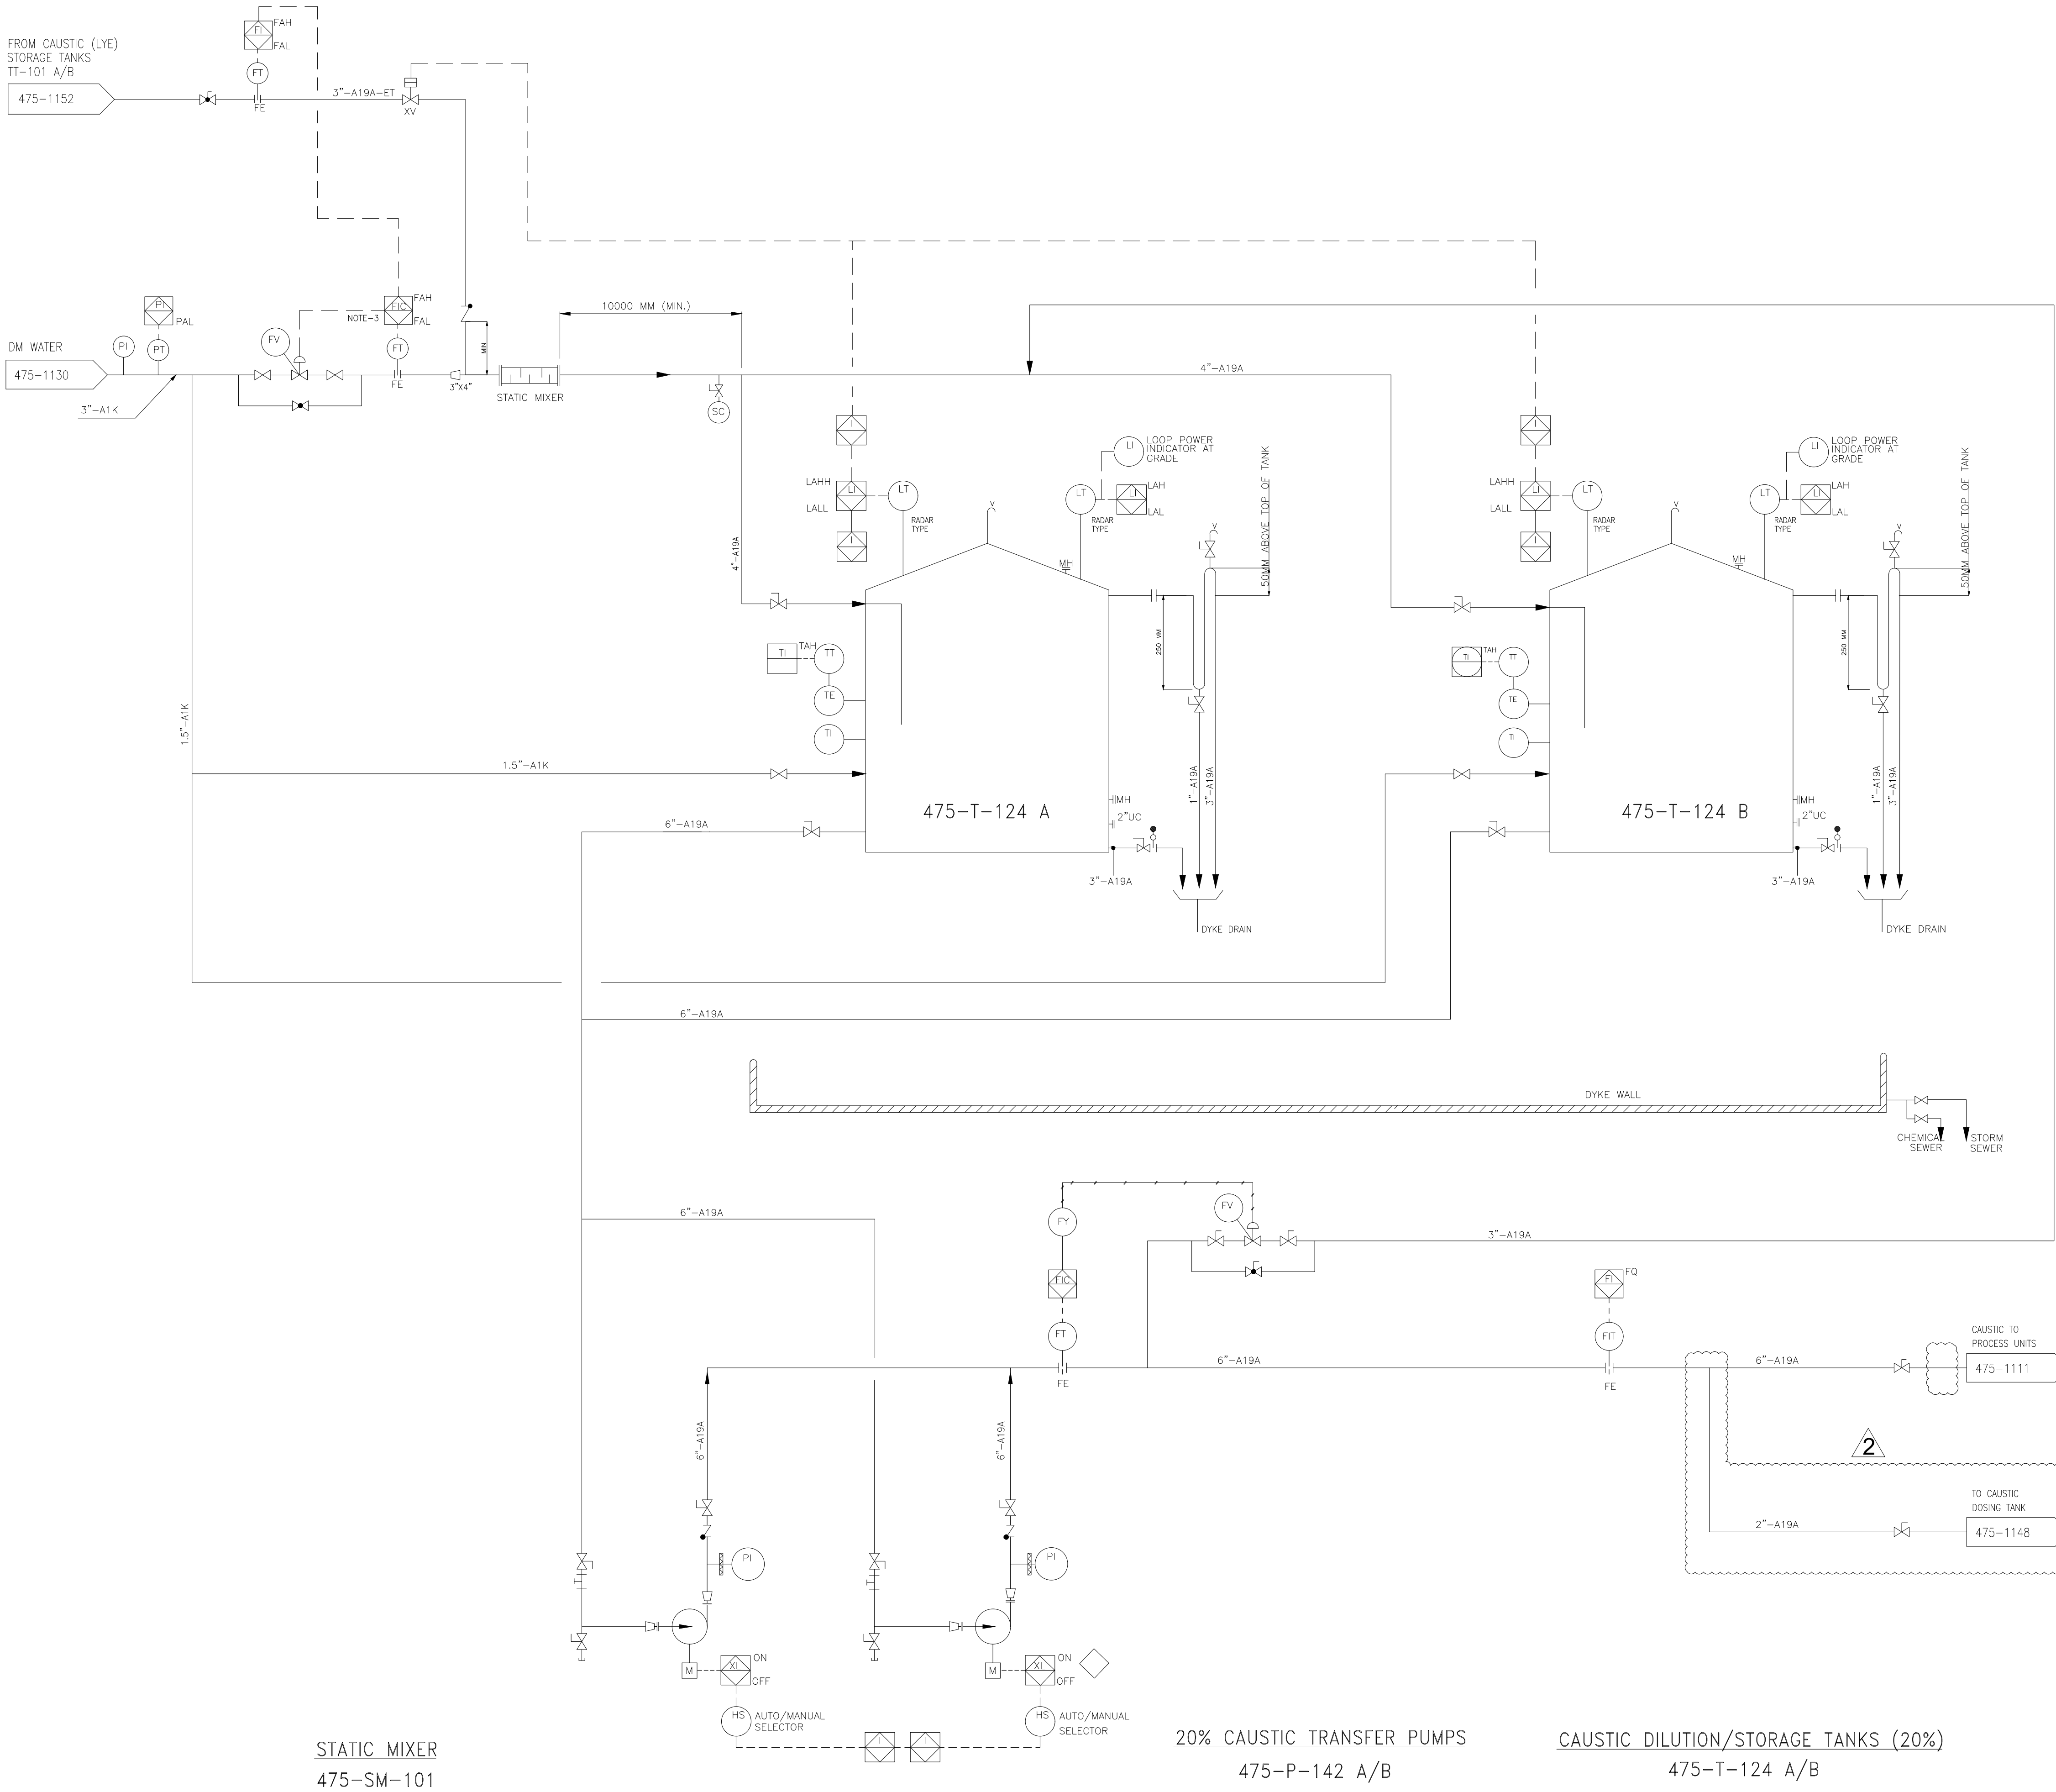 FI
FAH
FAL
FROM CAUSTIC (LYE)
STORAGE TANKS
TT-101 A/B
475-1152
FT
FE
3"-A19A-ET
XV
PI
PAL
PT
PI
DM WATER
475-1130
3"-A1K
FV
NOTE-3
FIC
FAH
FAL
FT
FE
3"X4"
MIN
STATIC MIXER
10000 MM (MIN.)
SC
4"-A19A
4"-A19A
I
LAHH
LALL
LI
LT
RADAR
TYPE
I
V
LT
RADAR
TYPE
LI
LOOP POWER
INDICATOR AT
GRADE
LI
LAH
LAL
MH
V
50MM ABOVE TOP OF TANK
250 MM
TI
TAH
TT
TE
TI
1.5"-A1K
1.5"-A1K
475-T-124 A
MH
2"UC
1"-A19A
3"-A19A
6"-A19A
3"-A19A
DYKE DRAIN
I
LAHH
LALL
LI
LT
RADAR
TYPE
I
V
LT
RADAR
TYPE
LI
LOOP POWER
INDICATOR AT
GRADE
LI
LAH
LAL
MH
V
50MM ABOVE TOP OF TANK
250 MM
TI
TAH
TT
TE
TI
475-T-124 B
MH
2"UC
1"-A19A
3"-A19A
3"-A19A
DYKE DRAIN
6"-A19A
DYKE WALL
CHEMICAL
SEWER
STORM
SEWER
6"-A19A
FY
FIC
FT
FE
FV
3"-A19A
6"-A19A
FI
FQ
FIT
FE
6"-A19A
CAUSTIC TO
PROCESS UNITS
475-1111
2
TO CAUSTIC
DOSING TANK
475-1148
2"-A19A
6"-A19A
6"-A19A
PI
PI
M
XL
ON
OFF
HS
AUTO/MANUAL
SELECTOR
M
XL
ON
OFF
HS
AUTO/MANUAL
SELECTOR
I
I
STATIC MIXER
475-SM-101
20% CAUSTIC TRANSFER PUMPS
475-P-142 A/B
CAUSTIC DILUTION/STORAGE TANKS (20%)
475-T-124 A/B